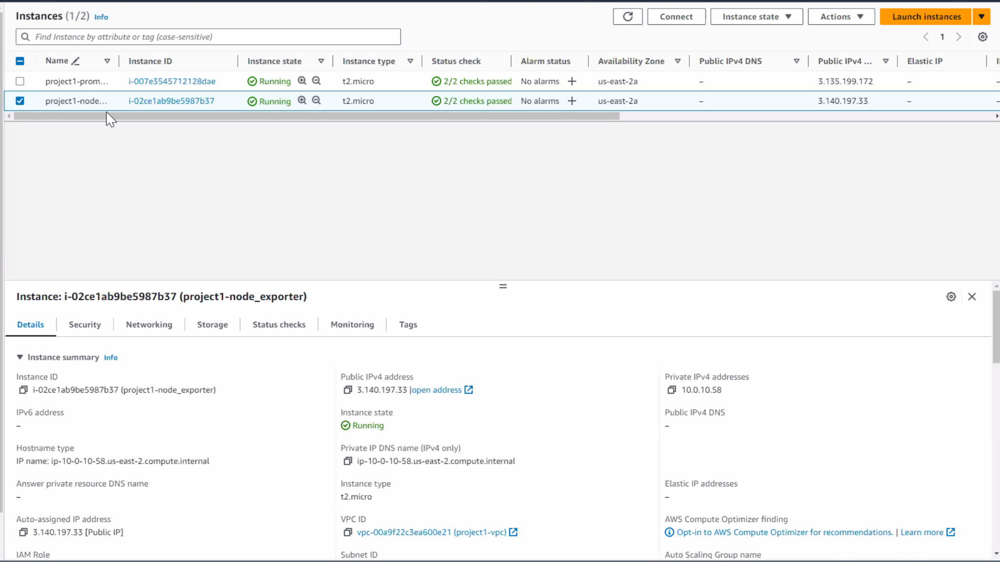 Instances (1/2) Info
Connect
Instance state
Actions
Launch instances
Find Instance by attribute or tag (case-sensitive)
1
Name Instance ID Instance state Instance type Status check Alarm status Availability Zone Public IPv4 DNS Public IPv4 ... Elastic IP
project1-prom... i-007e3545712128dae Running t2.micro 2/2 checks passed No alarms + us-east-2a – 3.135.199.172 –
project1-node... i-02ce1ab9be5987b37 Running t2.micro 2/2 checks passed No alarms + us-east-2a – 3.140.197.33 –
Instance: i-02ce1ab9be5987b37 (project1-node_exporter)
Details Security Networking Storage Status checks Monitoring Tags
Instance summary Info
Instance ID
i-02ce1ab9be5987b37 (project1-node_exporter)
Public IPv4 address
3.140.197.33 |open address
Private IPv4 addresses
10.0.10.58
IPv6 address
–
Instance state
Running
Public IPv4 DNS
–
Hostname type
IP name: ip-10-0-10-58.us-east-2.compute.internal
Private IP DNS name (IPv4 only)
ip-10-0-10-58.us-east-2.compute.internal
Answer private resource DNS name
–
Instance type
t2.micro
Elastic IP addresses
–
Auto-assigned IP address
3.140.197.33 [Public IP]
VPC ID
vpc-00a9f22c3ea600e21 (project1-vpc)
AWS Compute Optimizer finding
Opt-in to AWS Compute Optimizer for recommendations. | Learn more
IAM Role
Subnet ID
Auto Scaling Group name